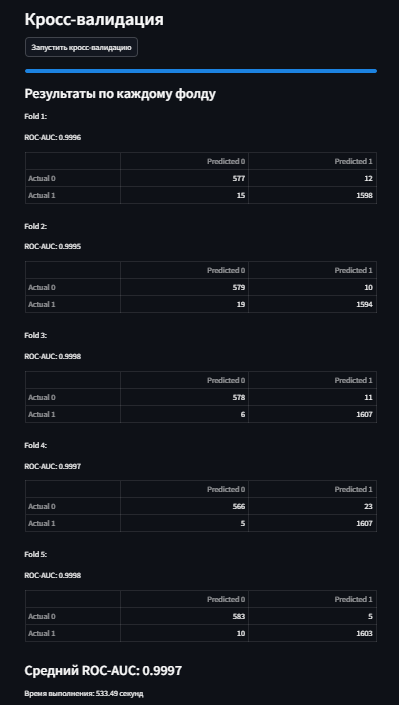 Кросс-валидация
Запустить кросс-валидацию
Результаты по каждому фолду
Fold 1:
ROC-AUC: 0.9996
Predicted 0 Predicted 1
Actual 0 577 12
Actual 1 15 1598
Fold 2:
ROC-AUC: 0.9995
Predicted 0 Predicted 1
Actual 0 579 10
Actual 1 19 1594
Fold 3:
ROC-AUC: 0.9998
Predicted 0 Predicted 1
Actual 0 578 11
Actual 1 6 1607
Fold 4:
ROC-AUC: 0.9997
Predicted 0 Predicted 1
Actual 0 566 23
Actual 1 5 1607
Fold 5:
ROC-AUC: 0.9998
Predicted 0 Predicted 1
Actual 0 583 5
Actual 1 10 1603
Средний ROC-AUC: 0.9997
Время выполнения: 533.49 секунд